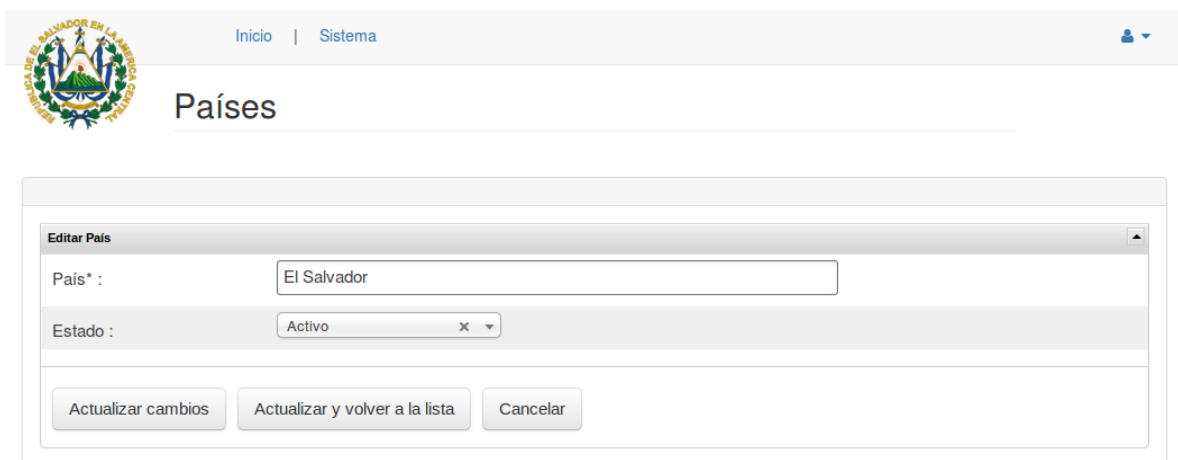 REPUBLICA DE EL SALVADOR EN LA AMERICA CENTRAL
Inicio | Sistema
Países
Editar País
País* : El Salvador
Estado : Activo
Actualizar cambios Actualizar y volver a la lista Cancelar